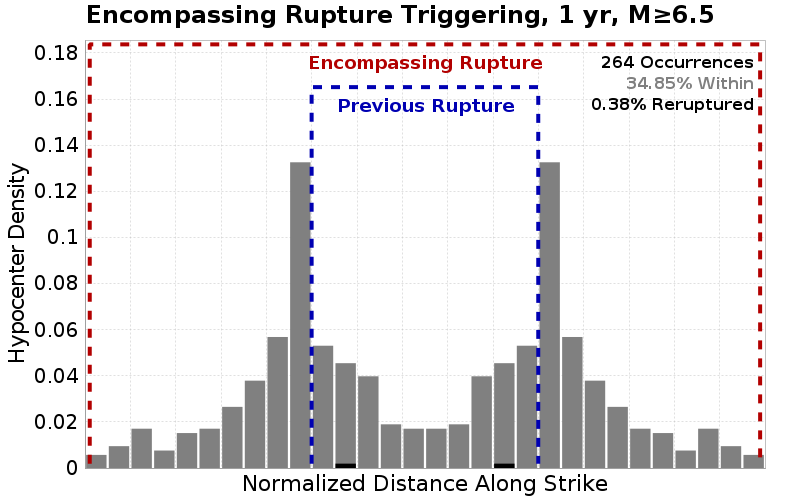 Encompassing Rupture Triggering, 1 yr, M≥6.5
Encompassing Rupture
264 Occurrences
34.85% Within
0.38% Reruptured
Previous Rupture
Hypocenter Density
0.18
0.16
0.14
0.12
0.1
0.08
0.06
0.04
0.02
0
Normalized Distance Along Strike